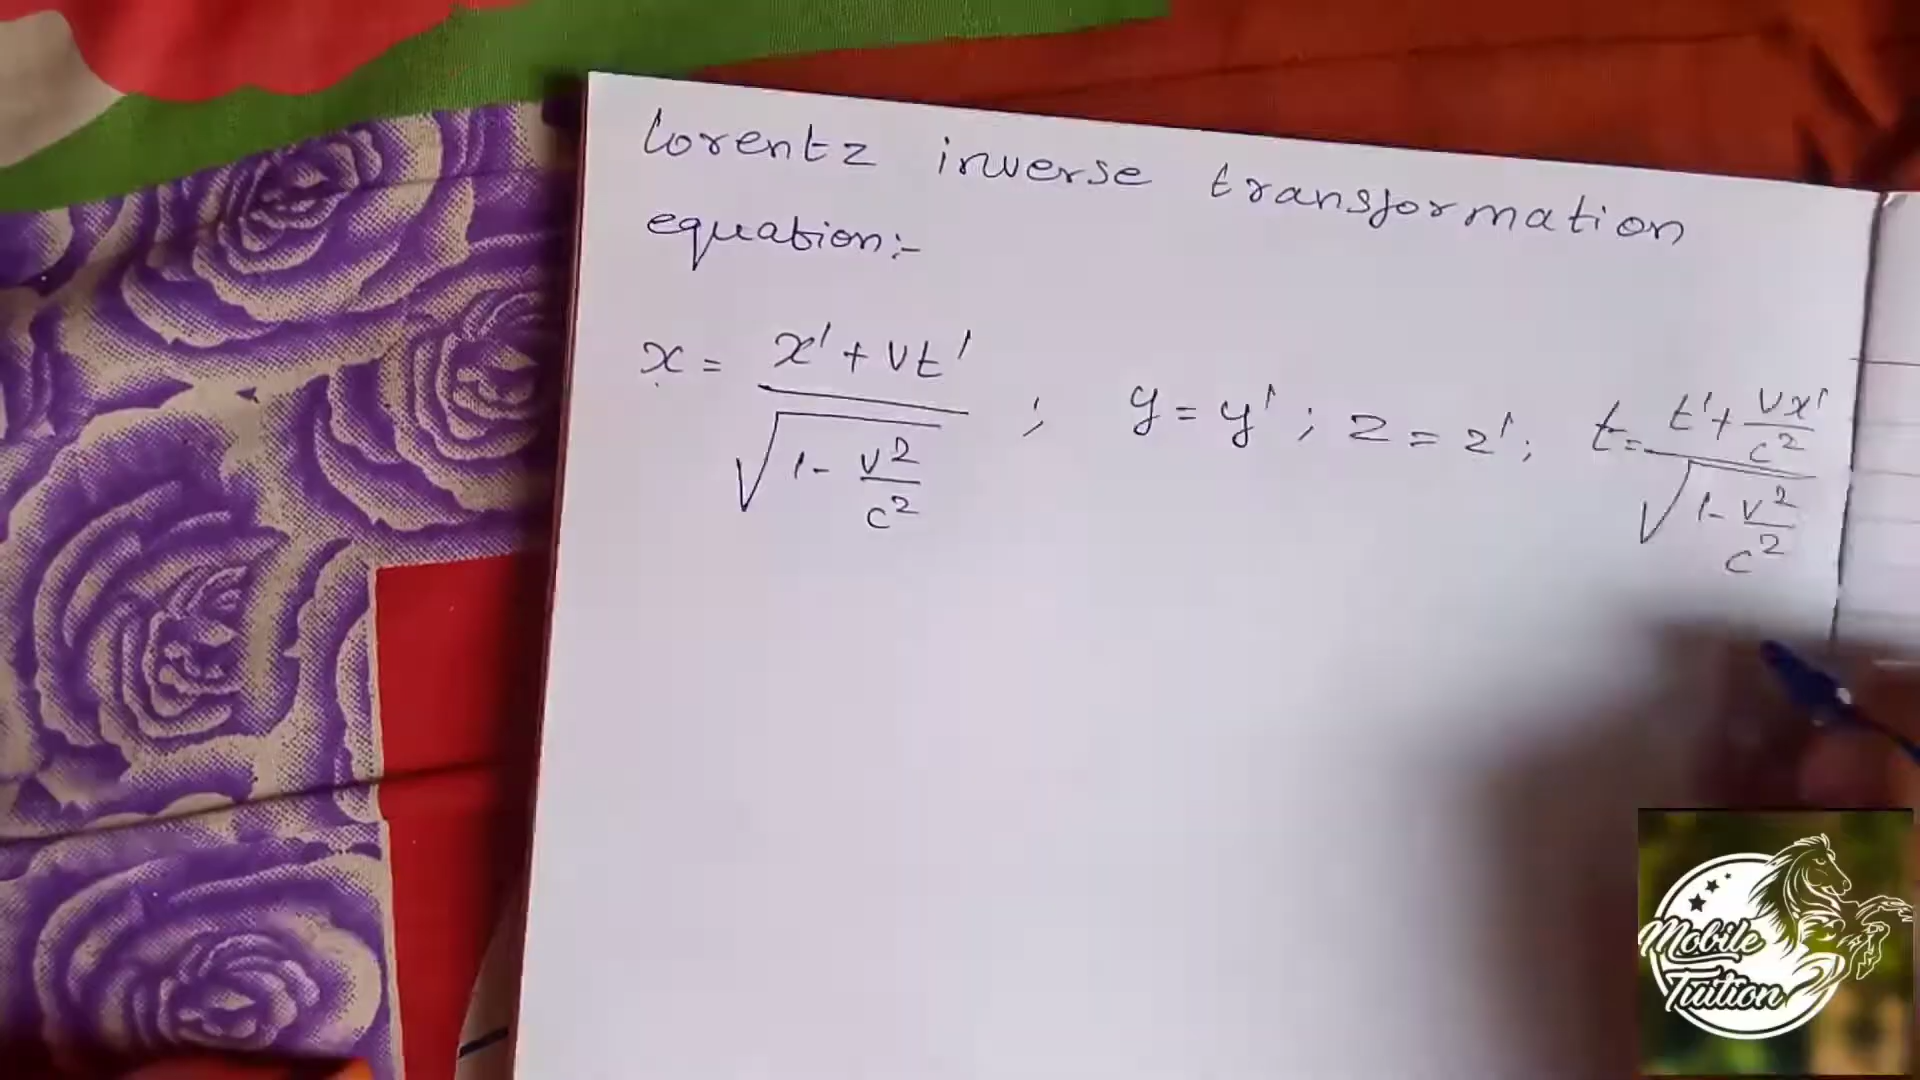 Lorentz inverse transformation
equation:-
x = x' + vt' / √(1 - v²/c²) ; y = y' ; z = z' ; t = t' + vx'/c² / √(1 - v²/c²)
Mobile
Tuition